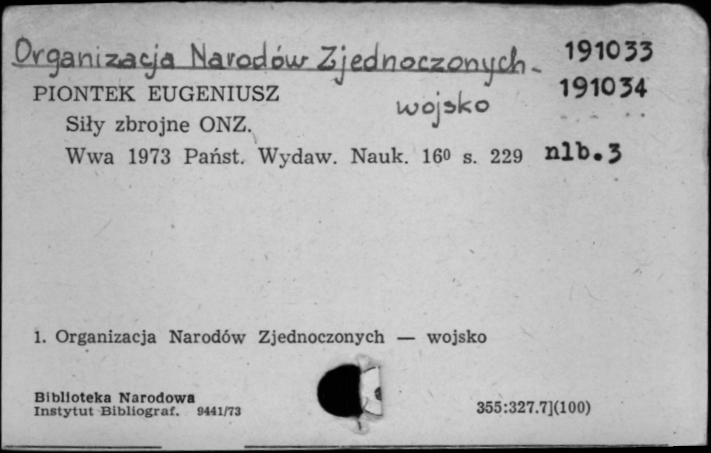 Organizacja Narodów Zjednoczonych - 191033
wojsko 191034
PIONTEK EUGENIUSZ
Siły zbrojne ONZ.
Wwa 1973 Państ. Wydaw. Nauk. 16⁰ s. 229 nlb. 3
1. Organizacja Narodów Zjednoczonych — wojsko
Biblioteka Narodowa
Instytut Bibliograf. 9441/73
355:327.7](100)